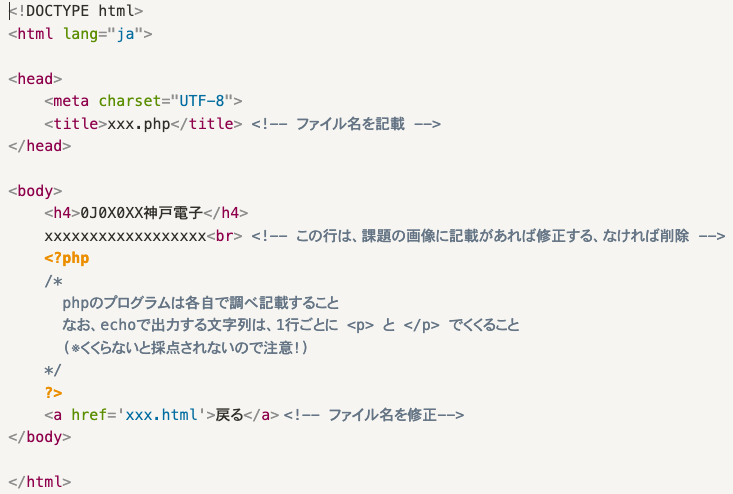 <!DOCTYPE html>
<html lang="ja">

<head>
    <meta charset="UTF-8">
    <title>xxx.php</title> <!-- ファイル名を記載 -->
</head>

<body>
    <h4>0J0X0XX神戸電子</h4>
    xxxxxxxxxxxxxxxxxx<br> <!-- この行は、課題の画像に記載があれば修正する、なければ削除 -->
    <?php
    /*
      phpのプログラムは各自で調べ記載すること
      なお、echoで出力する文字列は、1行ごとに <p> と </p> でくくること
      (※くくらないと採点されないので注意!)
    */
    ?>
    <a href='xxx.html'>戻る</a> <!-- ファイル名を修正-->
</body>

</html>